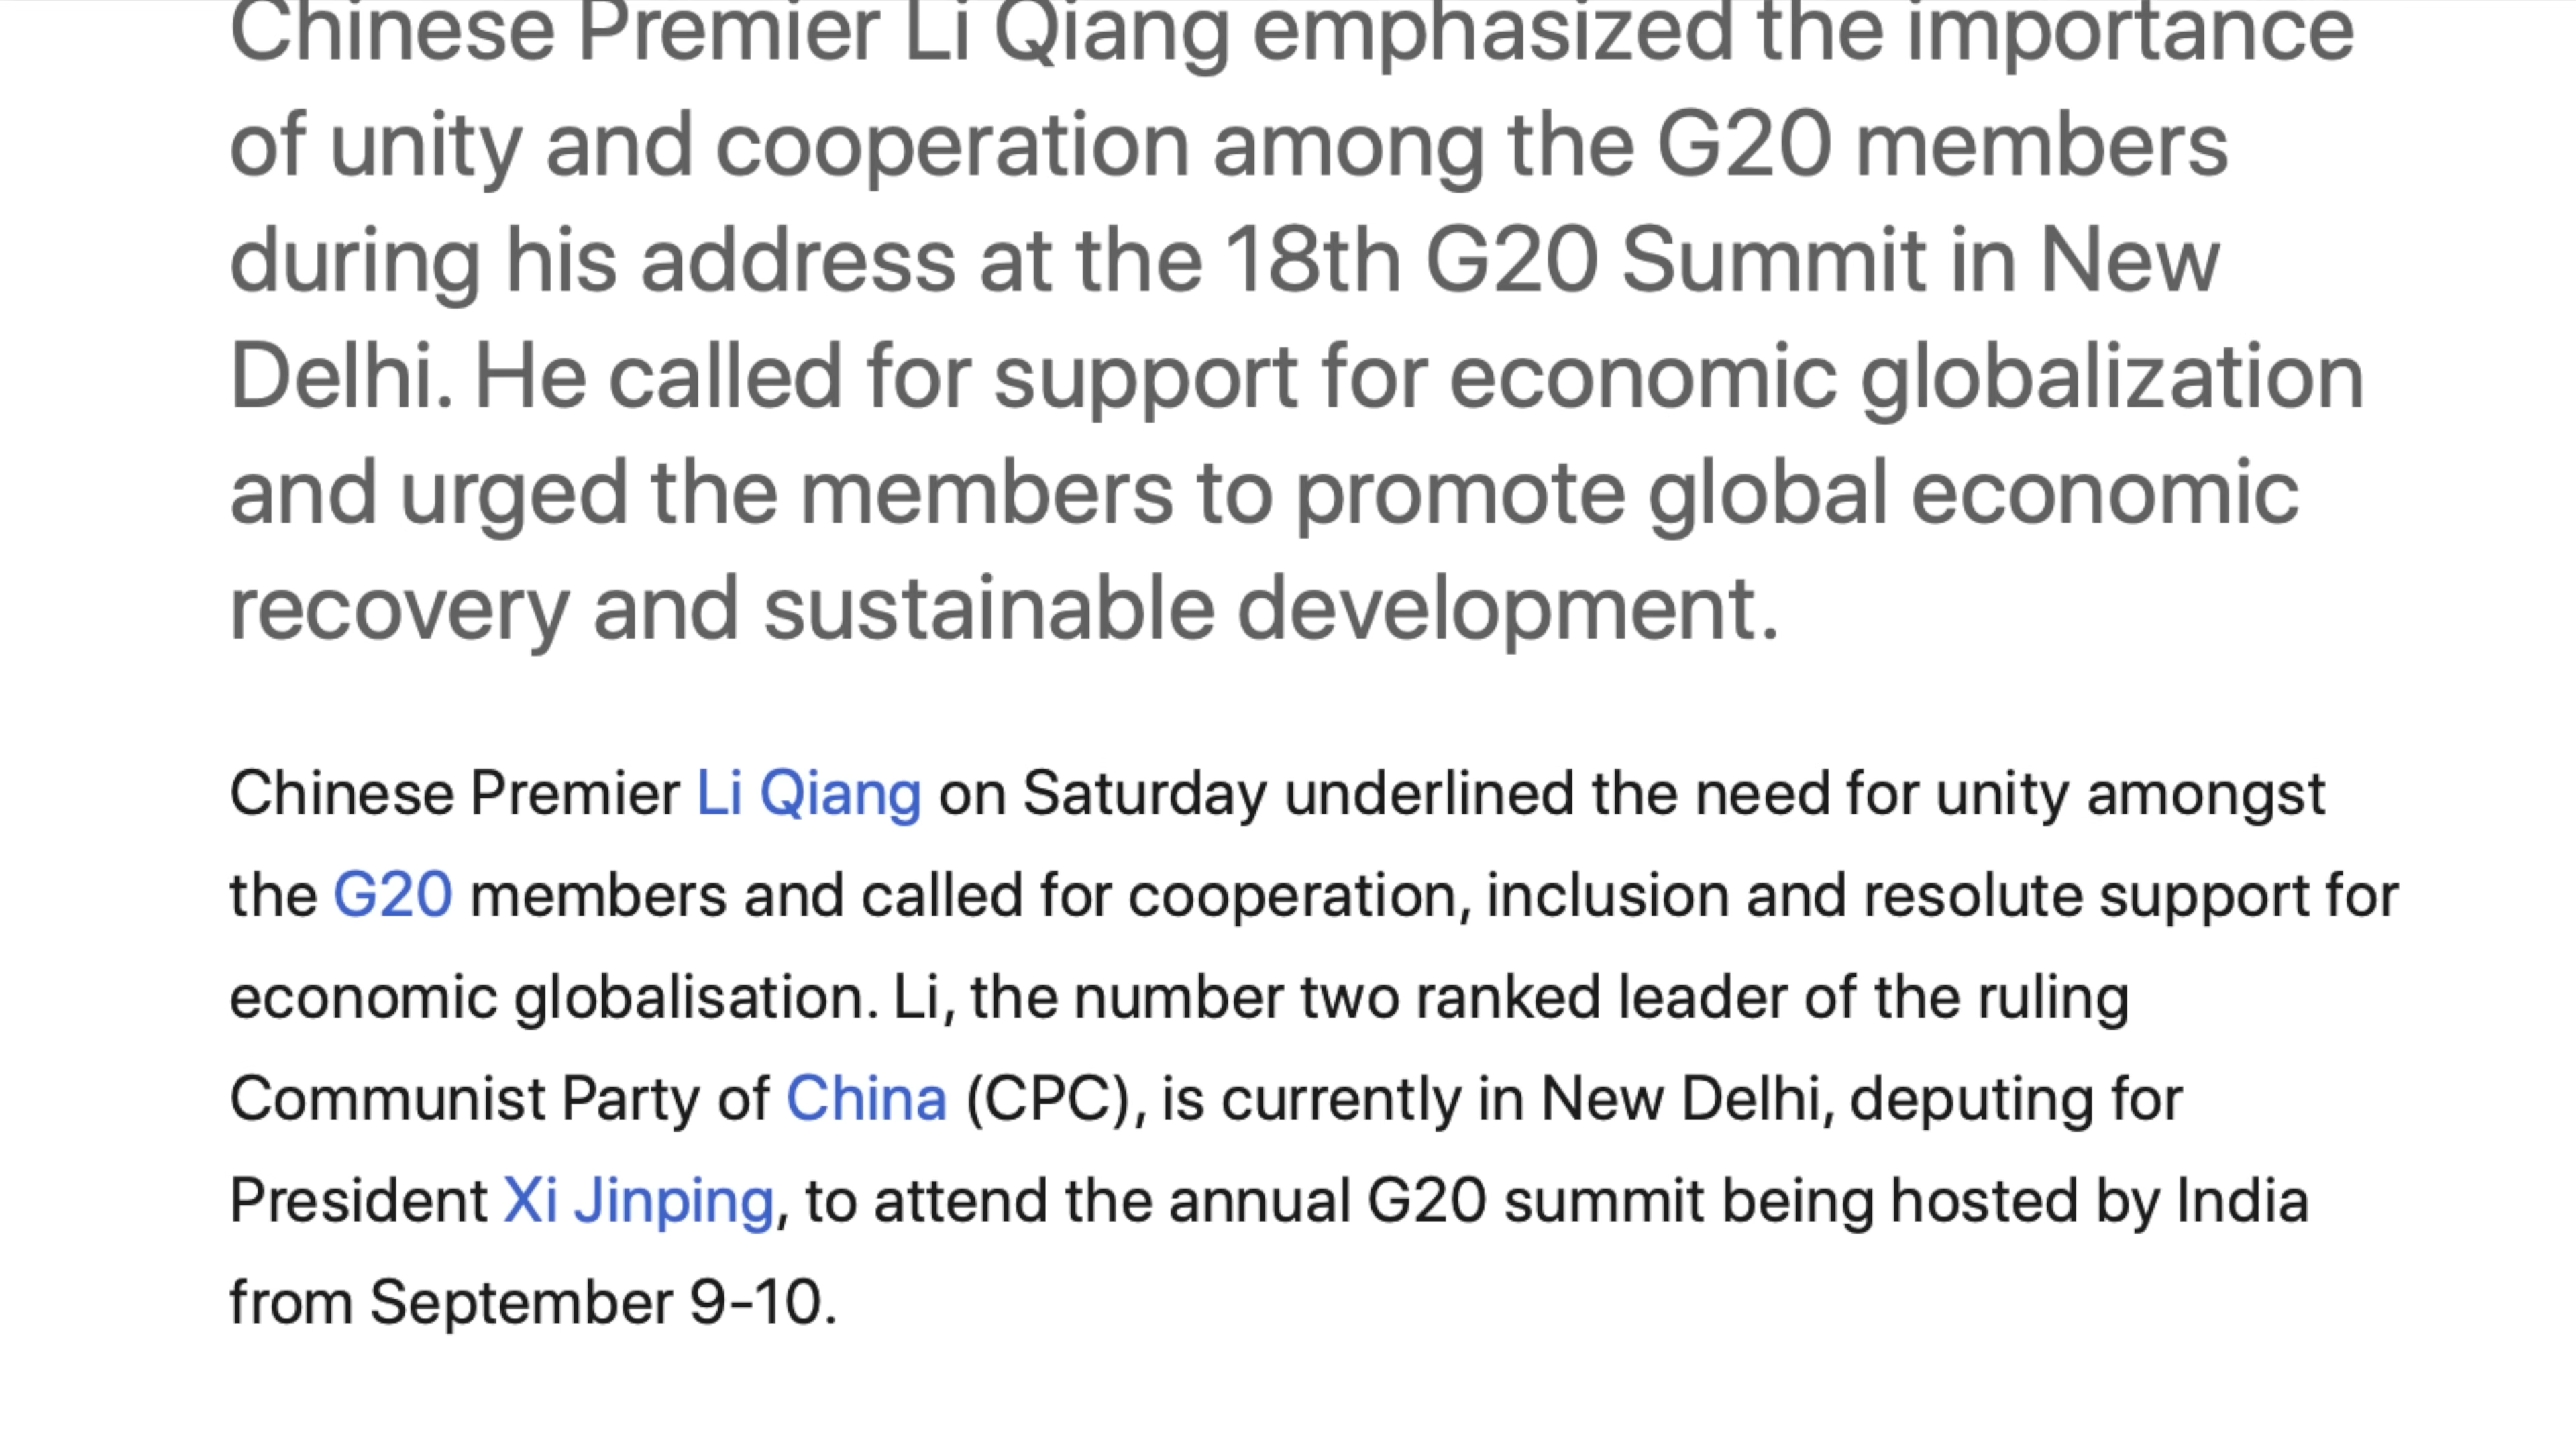 Chinese Premier Li Qiang emphasized the importance
of unity and cooperation among the G20 members
during his address at the 18th G20 Summit in New
Delhi. He called for support for economic globalization
and urged the members to promote global economic
recovery and sustainable development.
Chinese Premier Li Qiang on Saturday underlined the need for unity amongst
the G20 members and called for cooperation, inclusion and resolute support for
economic globalisation. Li, the number two ranked leader of the ruling
Communist Party of China (CPC), is currently in New Delhi, deputing for
President Xi Jinping, to attend the annual G20 summit being hosted by India
from September 9-10.